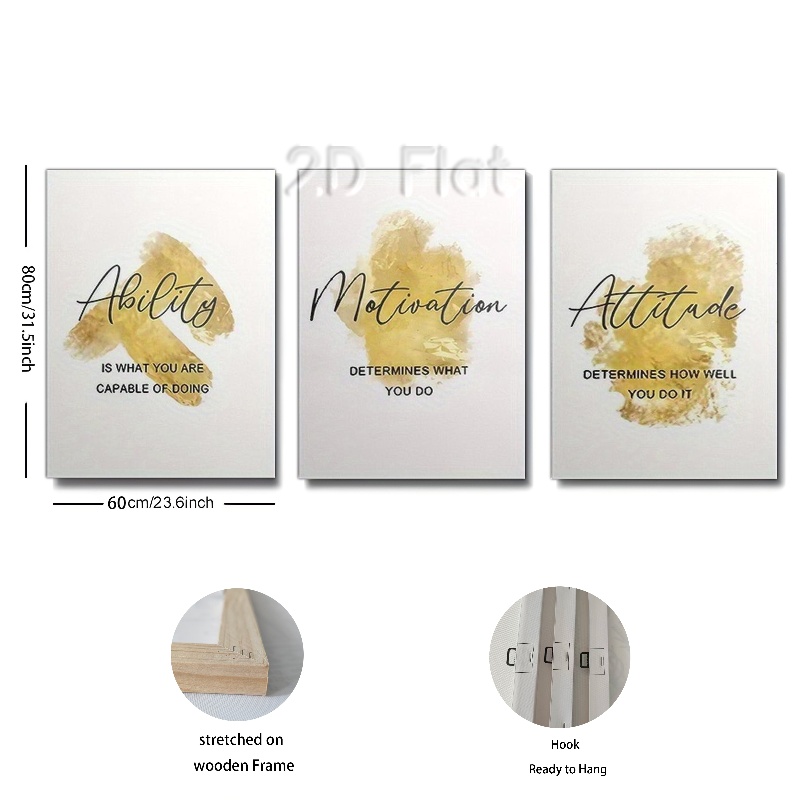 2.D Flat
80cm/31.5inch
Ability
IS WHAT YOU ARE
CAPABLE OF DOING
Motivation
DETERMINES WHAT
YOU DO
Attitude
DETERMINES HOW WELL
YOU DO IT
60cm/23.6inch
stretched on
wooden Frame
Hook
Ready to Hang